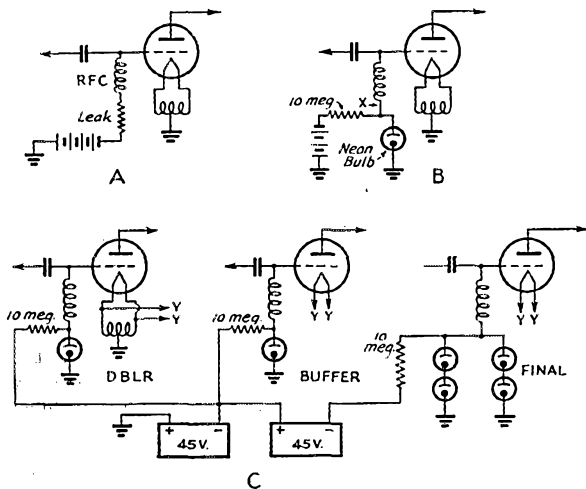 RFC
Leak
A
10 meg.
X
Neon
Bulb
B
10 meg.
Y
Y
DBLR
10 meg.
Y Y
BUFFER
10
meg.
Y Y
FINAL
+ -
45V.
+ -
45V.
C